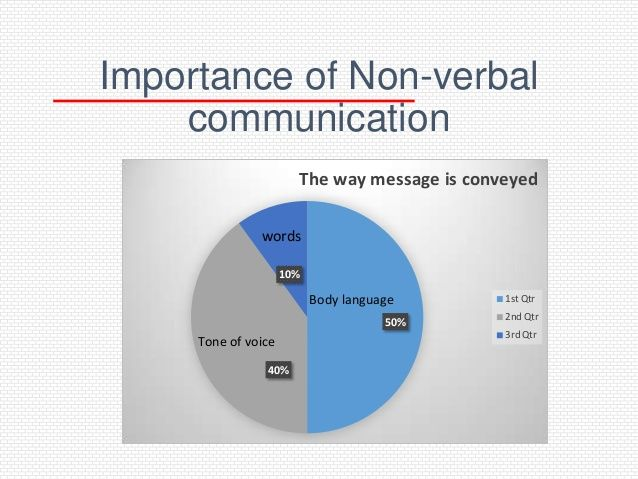 Importance of Non-verbal
communication
The way message is conveyed
words
10%
Body language
50%
Tone of voice
40%
1st Qtr
2nd Qtr
3rd Qtr